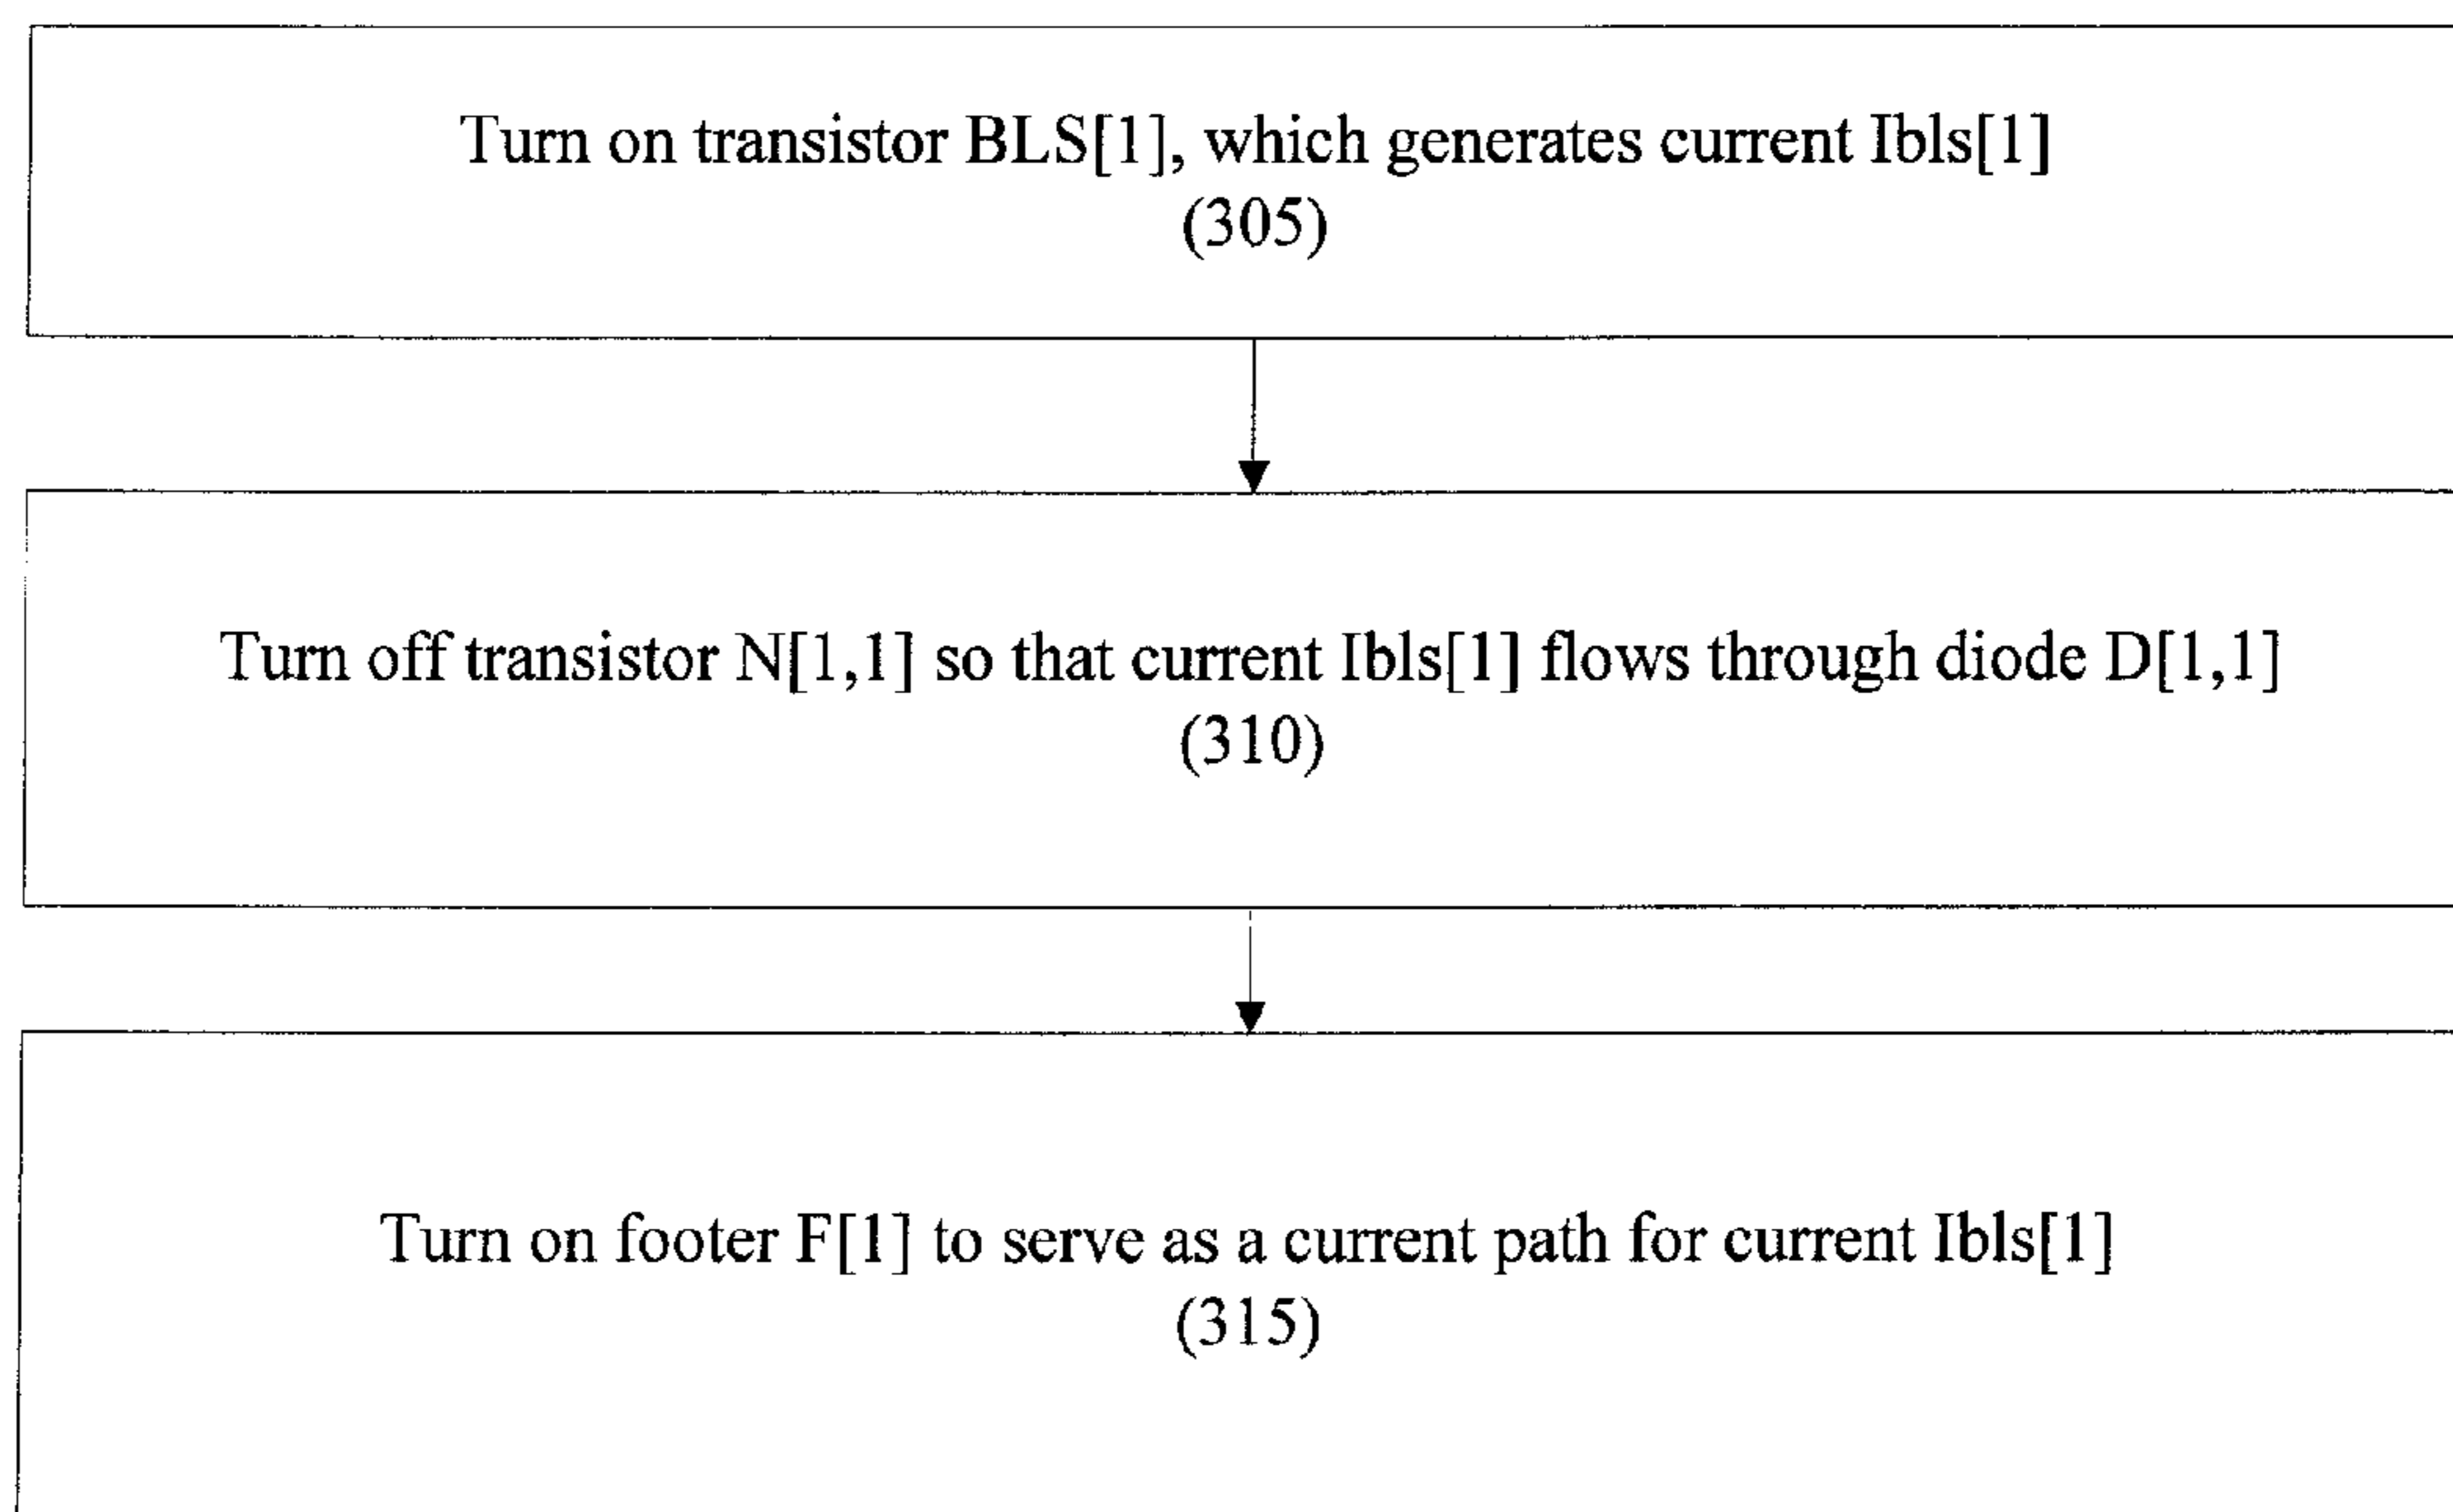 Turn on transistor BLS[1], which generates current Ibls[1]
(305)
Turn off transistor N[1,1] so that current Ibls[1] flows through diode D[1,1]
(310)
Turn on footer F[1] to serve as a current path for current Ibls[1]
(315)